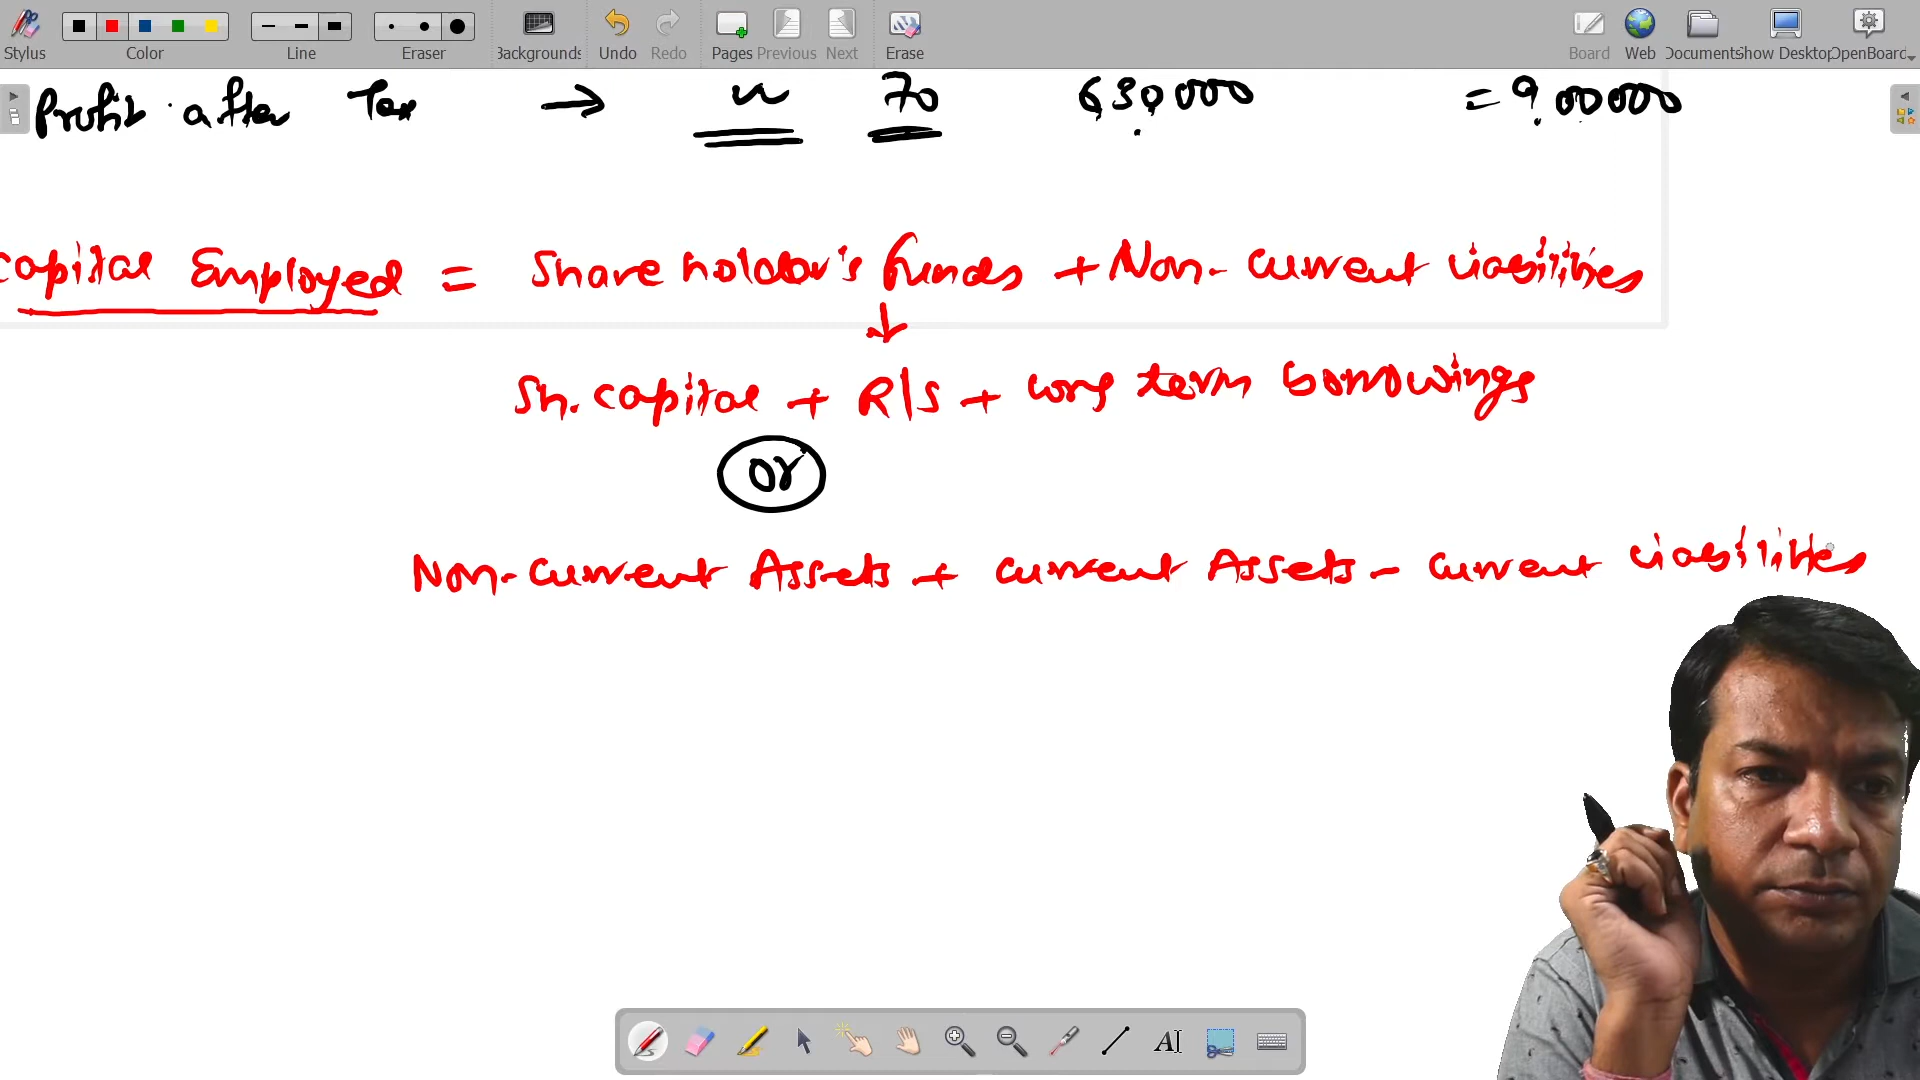 Stylus Color Line Eraser Backgrounds Undo Redo Pages Previous Next Erase Board Web Documents Show Desktop OpenBoard
Profit after Tax → 70 630000 = 900000
capital Employed = Shareholder's funds + Non-current liabilities
↓
Sh. capital + R/S + long term borrowings
or
Non-current Assets + current Assets - current liabilities